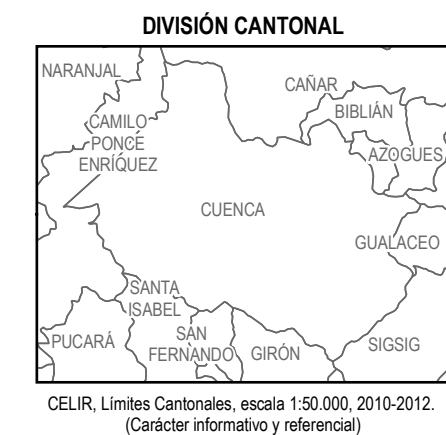 DIVISIÓN CANTONAL
NARANJAL
CAÑAR
BIBLIÁN
CAMILO
PONCE
ENRÍQUEZ
AZOGUES
CUENCA
GUALACEO
SANTA
ISABEL
PUCARÁ
SAN
FERNANDO
GIRÓN
SIGSIG
CELIR, Límites Cantonales, escala 1:50.000, 2010-2012.
(Carácter informativo y referencial)